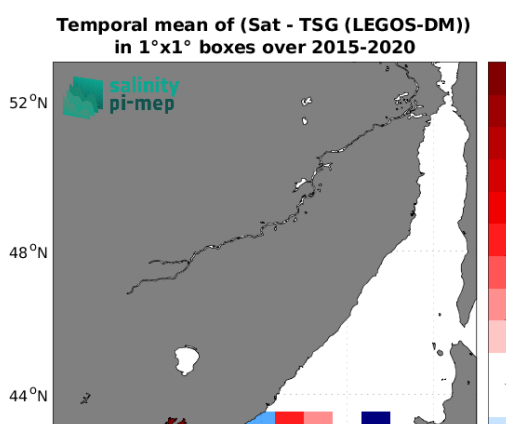 Temporal mean of (Sat - TSG (LEGOS-DM))
in 1°x1° boxes over 2015-2020
salinity
pi-mep
52°N
48°N
44°N